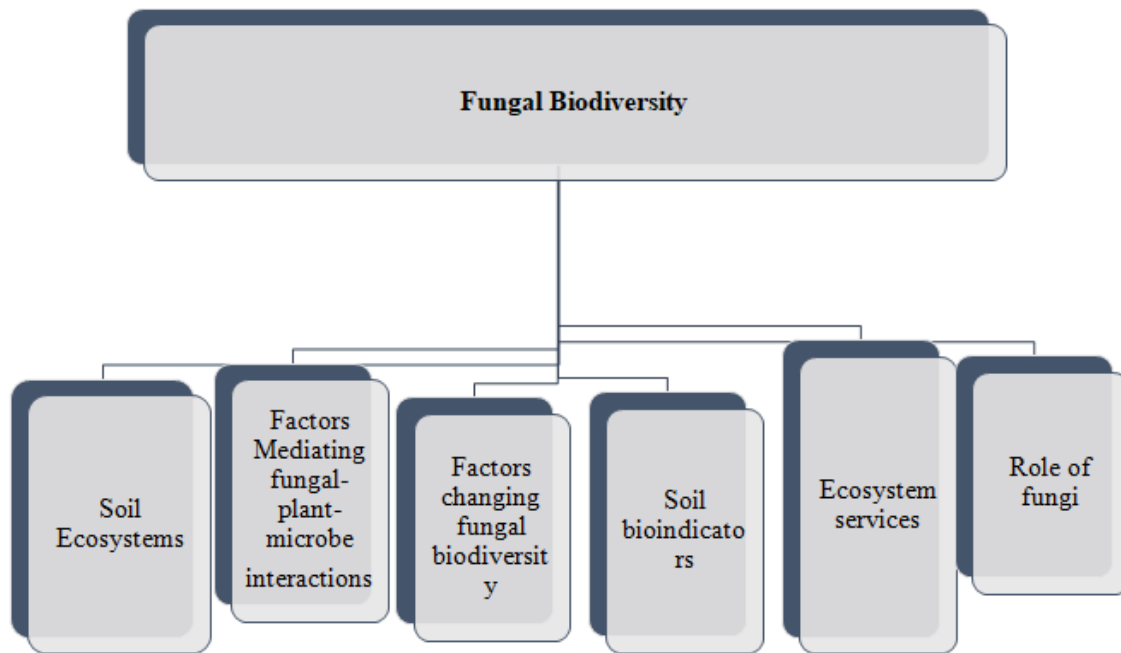 Fungal Biodiversity
Soil
Ecosystems
Factors
Mediating
fungal-
plant-
microbe
interactions
Factors
changing
fungal
biodiversit
y
Soil
bioindicato
rs
Ecosystem
services
Role of
fungi